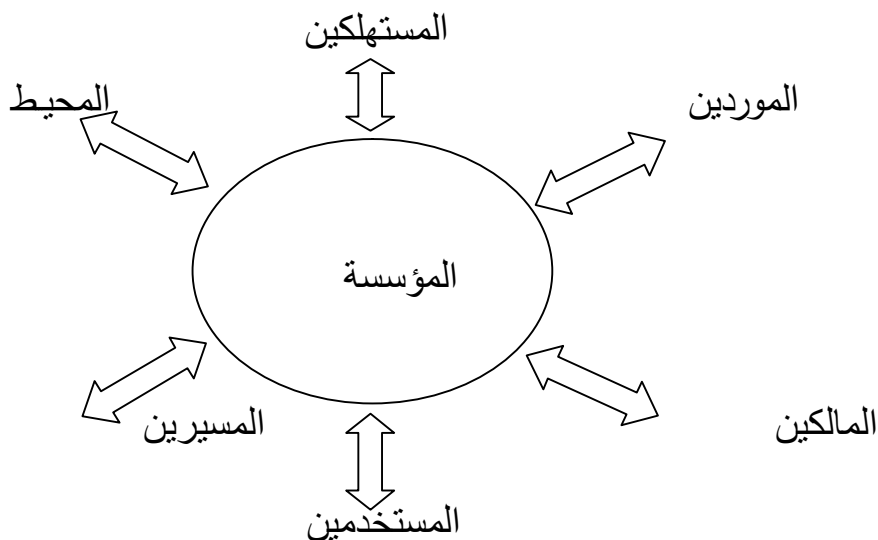 المستهلكين
الموردين
المحيط
المؤسسة
المالكين
المسيرين
المستخدمين